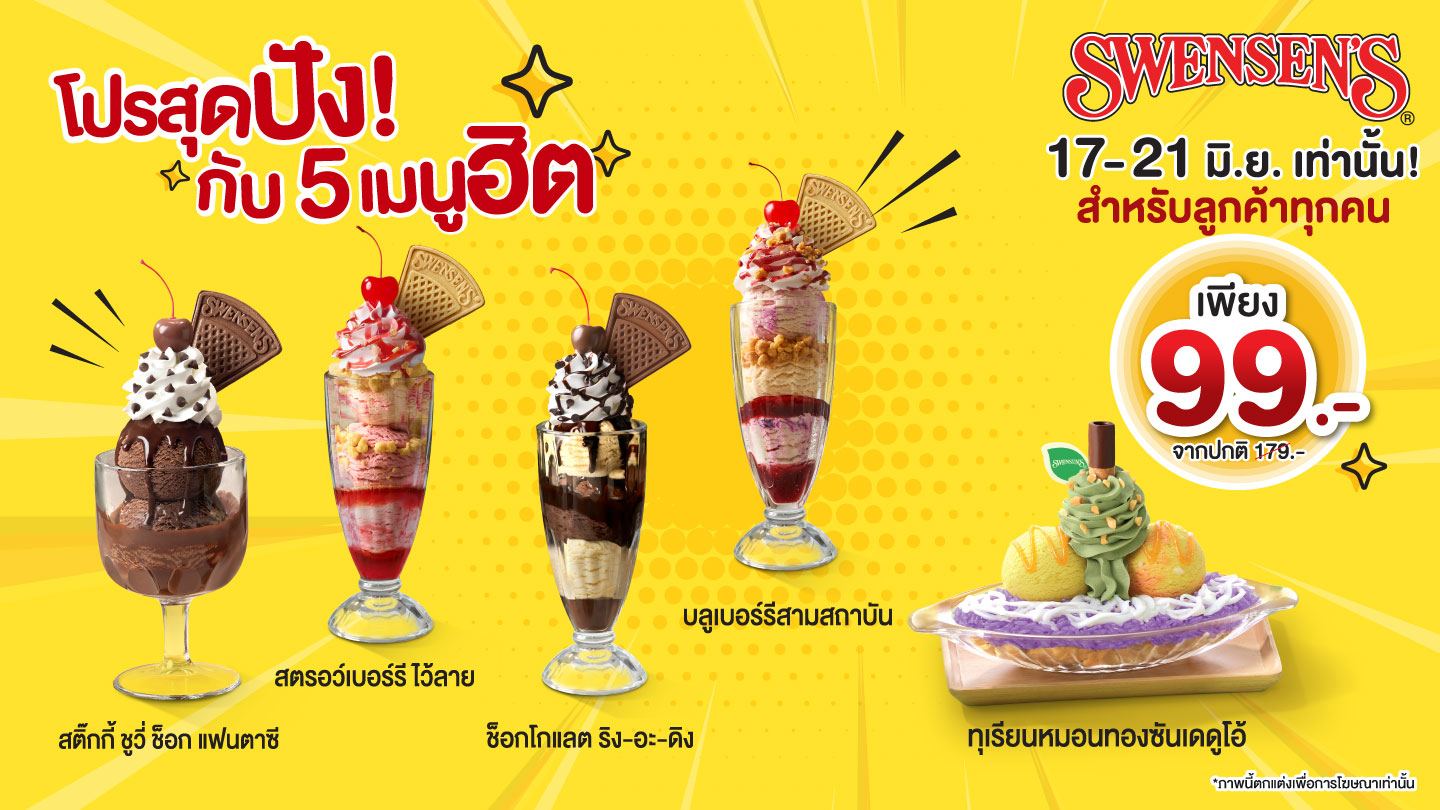 โปรสุดปัง!
กับ 5 เมนูฮิต
SWENSEN'S
®
17-21 มิ.ย. เท่านั้น!
สำหรับลูกค้าทุกคน
เพียง
99.-
จากปกติ 179.-
SWENSEN'S
SWENSEN'S
SWENSEN'S
SWENSEN'S
SWENSEN'S
บลูเบอร์รีสามสถาบัน
สตรอว์เบอร์รี ไว้ลาย
สติ๊กกี้ ชูวี่ ช็อก แฟนตาซี
ช็อกโกแลต ริง-อะ-ดิง
ทุเรียนหมอนทองซันเดดูโอ้
*ภาพนี้ตกแต่งเพื่อการโฆษณาเท่านั้น